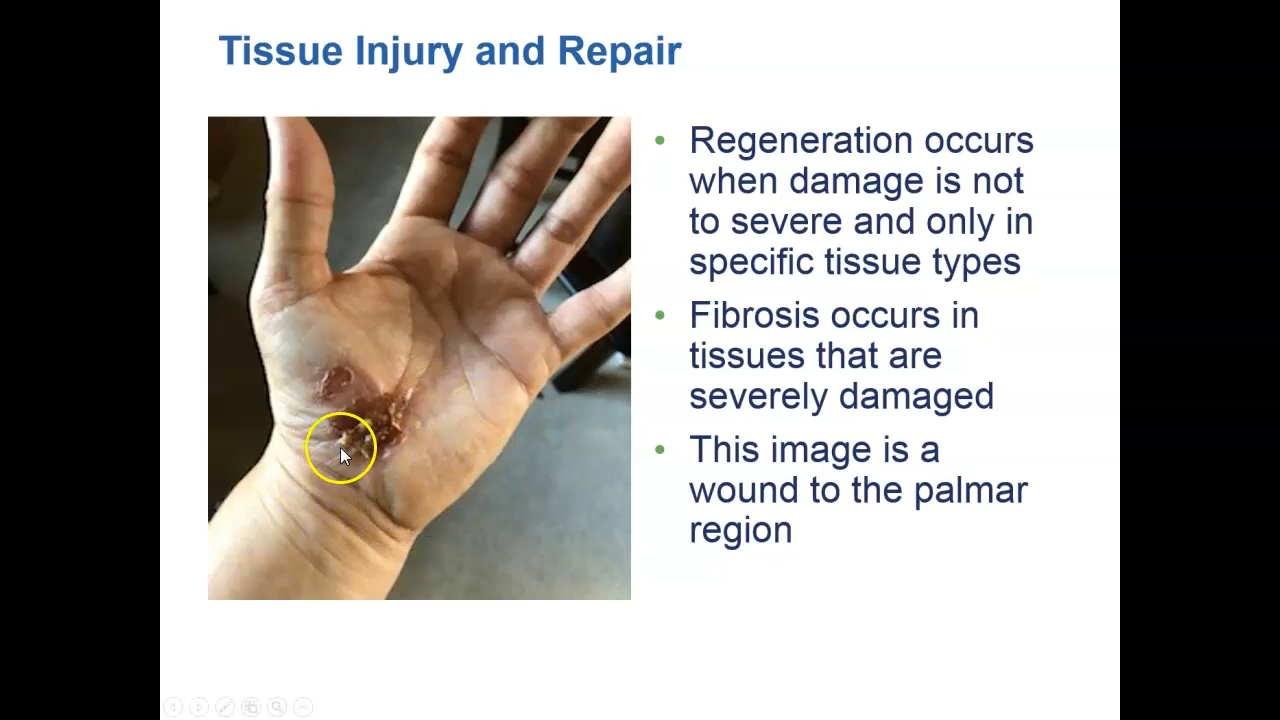 Tissue Injury and Repair
• Regeneration occurs
when damage is not
to severe and only in
specific tissue types
• Fibrosis occurs in
tissues that are
severely damaged
• This image is a
wound to the palmar
region